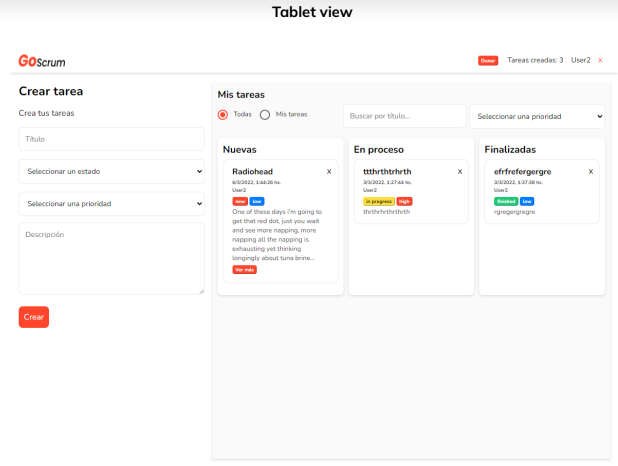 Tablet view
GoScrum
Donar Tareas creadas: 3 User2 x
Crear tarea
Crea tus tareas
Título
Seleccionar un estado
Seleccionar una prioridad
Descripción
Crear
Mis tareas
Todas Mis tareas
Buscar por título...
Seleccionar una prioridad
Nuevas
Radiohead x
6/3/2022, 1:44:26 hs.
User2
new low
One of these days i'm going to
get that red dot, just you wait
and see more napping, more
napping all the napping is
exhausting yet thinking
longingly about tuna brine...
Ver más
En proceso
ttthrthtrhrth x
3/3/2022, 1:27:44 hs.
User2
in progress high
thrthrhrthrthrth
Finalizadas
efrfrefergergre x
3/3/2022, 1:37:38 hs.
User2
finished low
rgregergregre